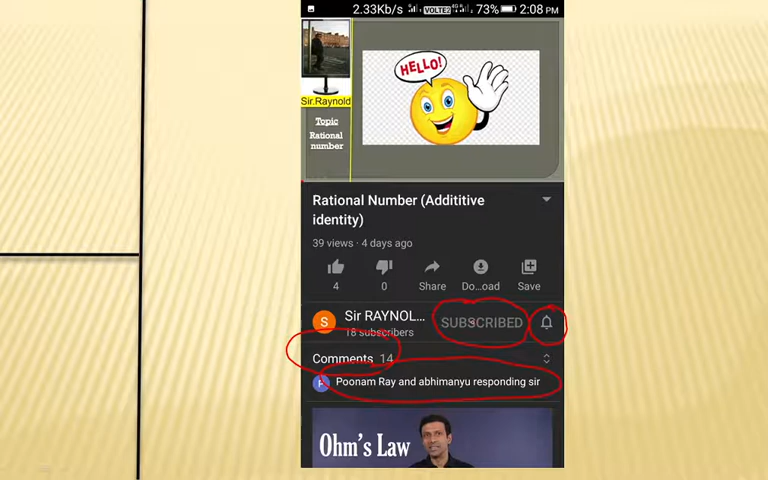 2.33Kb/s VOLTE2 4G 73% 2:08 PM
HELLO!
Sir.Raynold
Topic
Rational
number
Rational Number (Addititive
identity)
39 views · 4 days ago
4 0 Share Do...load Save
S Sir RAYNOL... SUBSCRIBED
18 subscribers
Comments 14
P Poonam Ray and abhimanyu responding sir
Ohm's Law